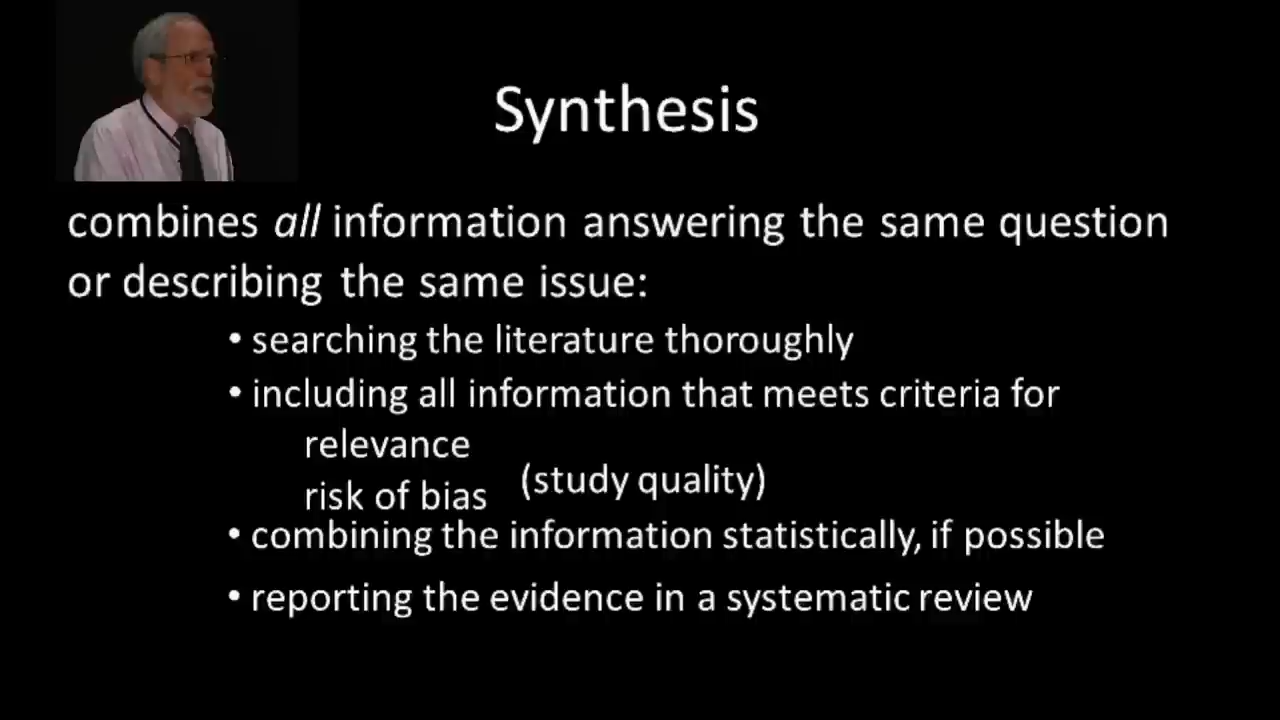 Synthesis
combines all information answering the same question
or describing the same issue:
• searching the literature thoroughly
• including all information that meets criteria for
relevance
risk of bias (study quality)
• combining the information statistically, if possible
• reporting the evidence in a systematic review